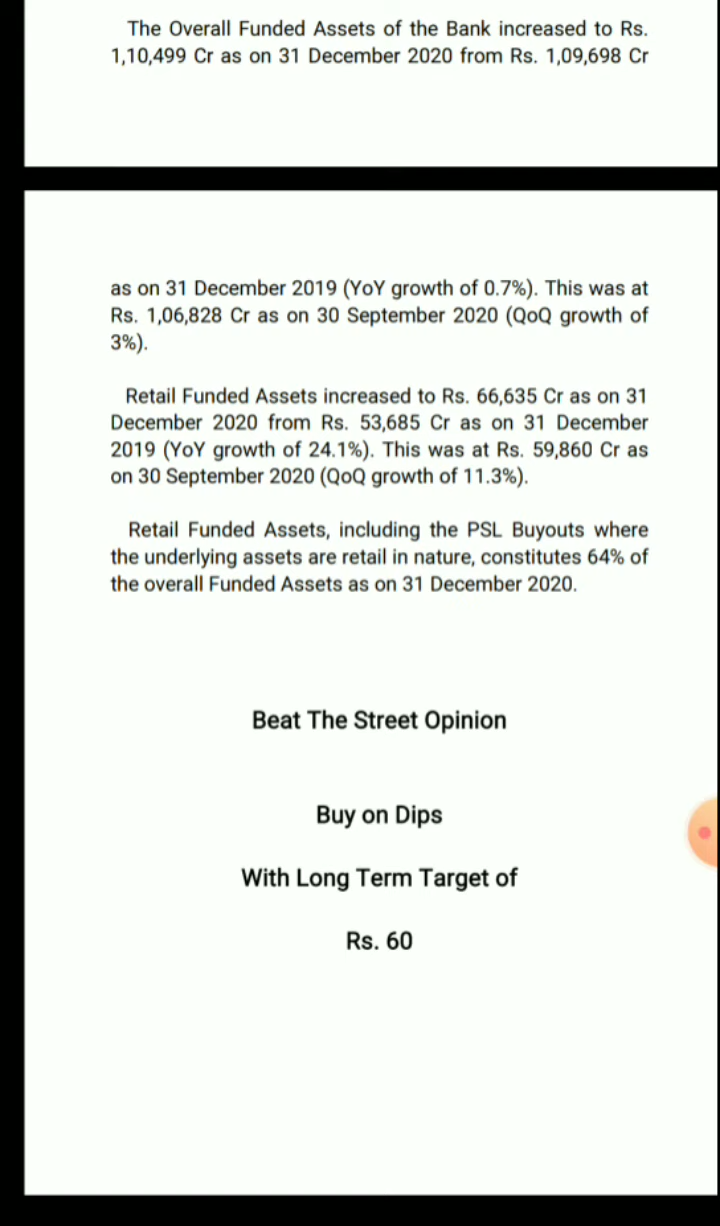 The Overall Funded Assets of the Bank increased to Rs.
1,10,499 Cr as on 31 December 2020 from Rs. 1,09,698 Cr
as on 31 December 2019 (YoY growth of 0.7%). This was at
Rs. 1,06,828 Cr as on 30 September 2020 (QoQ growth of
3%).
Retail Funded Assets increased to Rs. 66,635 Cr as on 31
December 2020 from Rs. 53,685 Cr as on 31 December
2019 (YoY growth of 24.1%). This was at Rs. 59,860 Cr as
on 30 September 2020 (QoQ growth of 11.3%).
Retail Funded Assets, including the PSL Buyouts where
the underlying assets are retail in nature, constitutes 64% of
the overall Funded Assets as on 31 December 2020.
Beat The Street Opinion
Buy on Dips
With Long Term Target of
Rs. 60